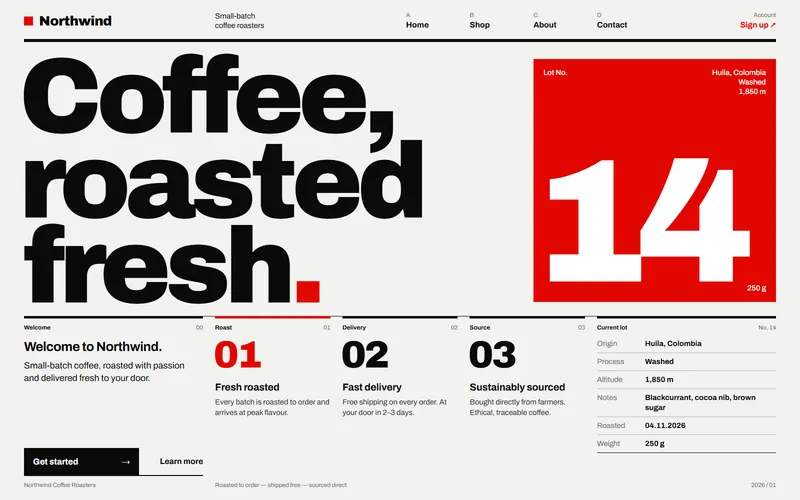 Northwind
Small-batch
coffee roasters
A
Home
B
Shop
C
About
D
Contact
Account
Sign up ↗
Coffee,
roasted
fresh.
Lot No.
Huila, Colombia
Washed
1,850 m
14
250 g
Welcome 00
Welcome to Northwind.
Small-batch coffee, roasted with passion
and delivered fresh to your door.
Get started →
Learn more
Roast 01
01
Fresh roasted
Every batch is roasted to order and
arrives at peak flavour.
Delivery 02
02
Fast delivery
Free shipping on every order. At
your door in 2–3 days.
Source 03
03
Sustainably sourced
Bought directly from farmers.
Ethical, traceable coffee.
Current lot No. 14
Origin Huila, Colombia
Process Washed
Altitude 1,850 m
Notes Blackcurrant, cocoa nib, brown
sugar
Roasted 04.11.2026
Weight 250 g
Northwind Coffee Roasters
Roasted to order — shipped free — sourced direct
2026 / 01